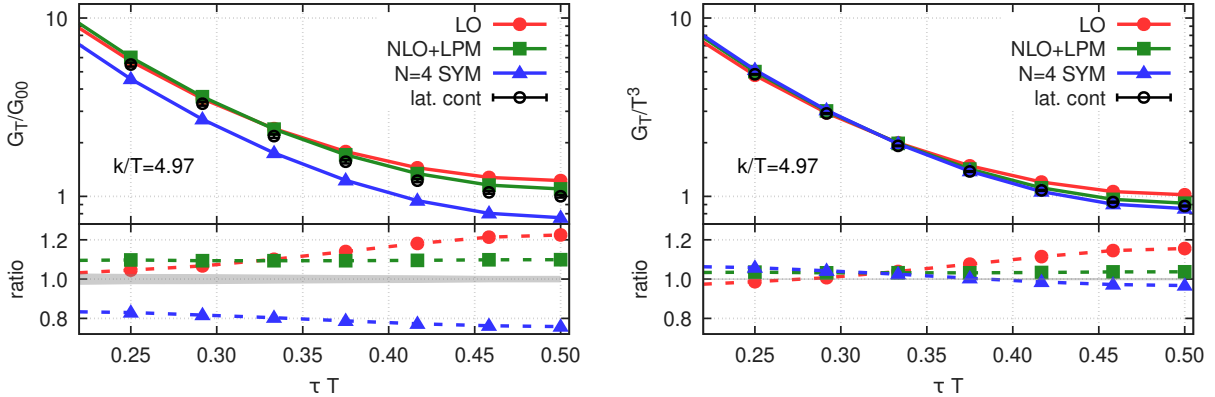 10
1
G_T/G_00
LO
NLO+LPM
N=4 SYM
lat. cont
k/T=4.97
1.2
1.0
0.8
ratio
0.25 0.30 0.35 0.40 0.45 0.50
τ T
10
1
G_T/T^3
LO
NLO+LPM
N=4 SYM
lat. cont
k/T=4.97
1.2
1.0
0.8
ratio
0.25 0.30 0.35 0.40 0.45 0.50
τ T